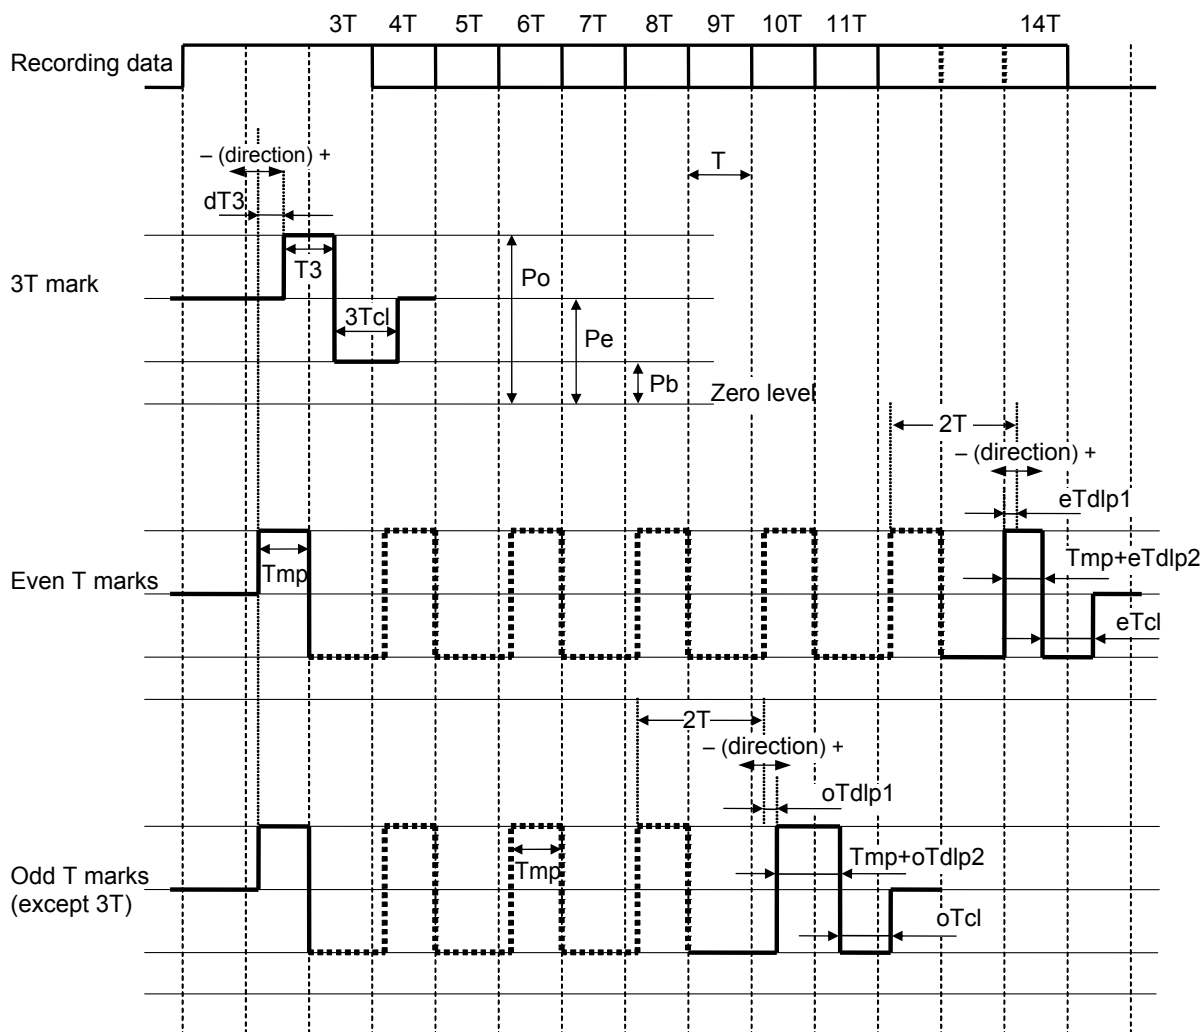 3T 4T 5T 6T 7T 8T 9T 10T 11T 14T
Recording data
– (direction) +
T
dT3
T3
3T mark
Po
3Tcl
Pe
Pb
Zero level
2T
– (direction) +
eTdlp1
Tmp
Tmp+eTdlp2
Even T marks
eTcl
2T
– (direction) +
oTdlp1
Tmp
Tmp+oTdlp2
Odd T marks
(except 3T)
oTcl